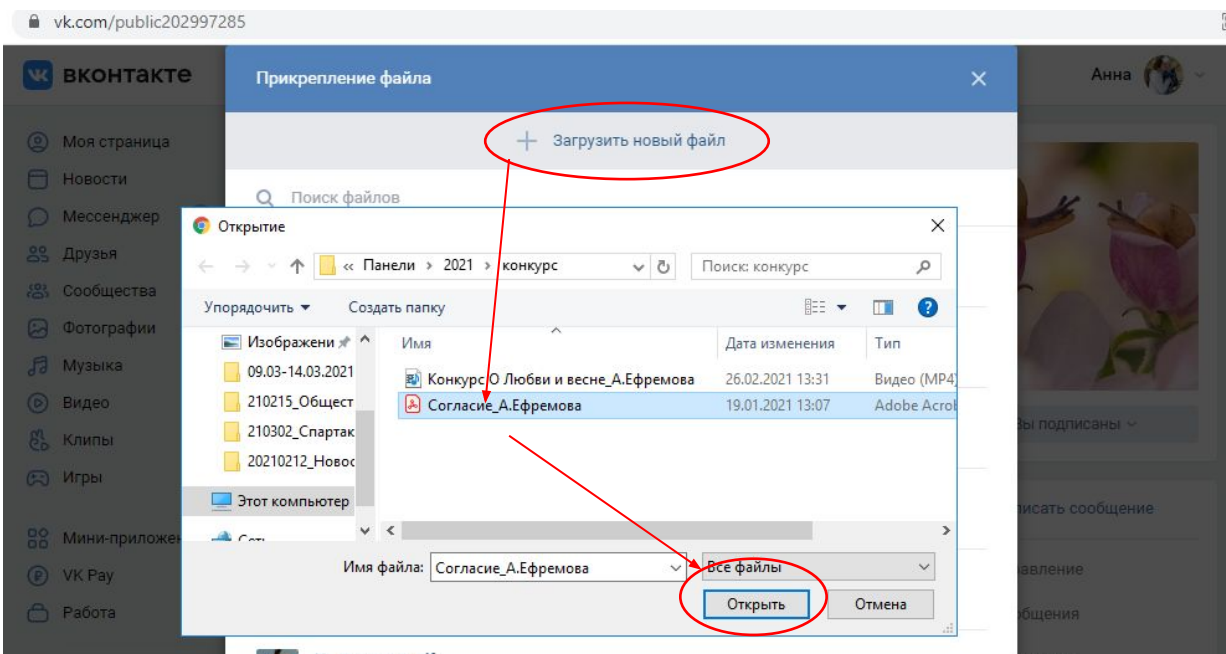 vk.com/public202997285
вконтакте
Прикрепление файла
Анна
Загрузить новый файл
Моя страница
Новости
Поиск файлов
Мессенджер
Открытие
« Панели › 2021 › конкурс
Поиск: конкурс
Друзья
Сообщества
Упорядочить
Создать папку
Фотографии
Изображени
Имя
Дата изменения
Тип
Музыка
09.03-14.03.2021
Конкурс О Любви и весне_А.Ефремова
26.02.2021 13:31
Видео (MP4)
Видео
210215_Общест
Согласие_А.Ефремова
19.01.2021 13:07
Adobe Acrob
Клипы
210302_Спартак
Вы подписаны
Игры
20210212_Новос
Этот компьютер
писать сообщение
Мини-приложен
Сеть
VK Pay
Имя файла:
Согласие_А.Ефремова
Все файлы
авление
Работа
Открыть
Отмена
общения